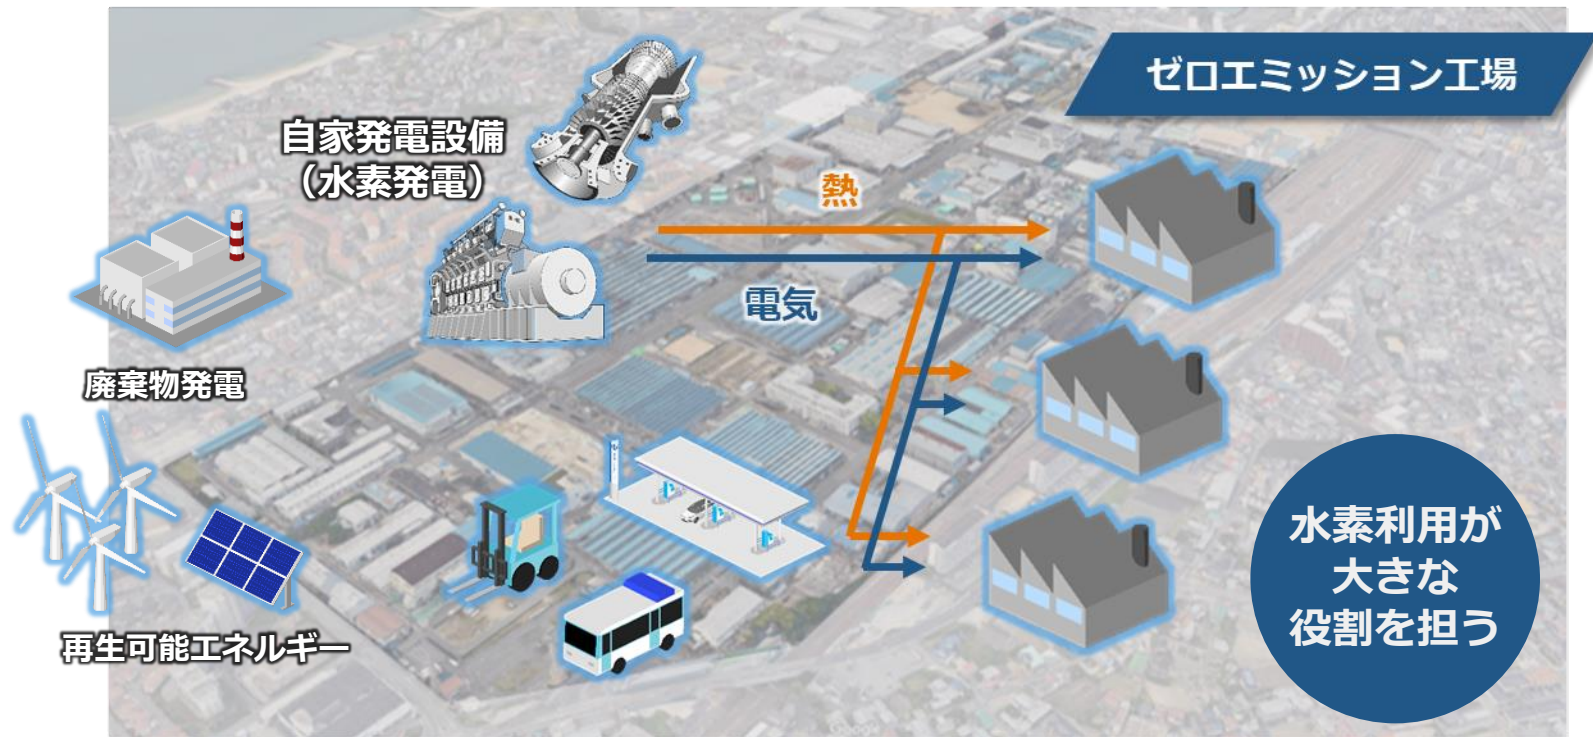 ゼロエミッション工場
自家発電設備
（水素発電）
熱
電気
廃棄物発電
再生可能エネルギー
水素利用が
大きな
役割を担う
Google